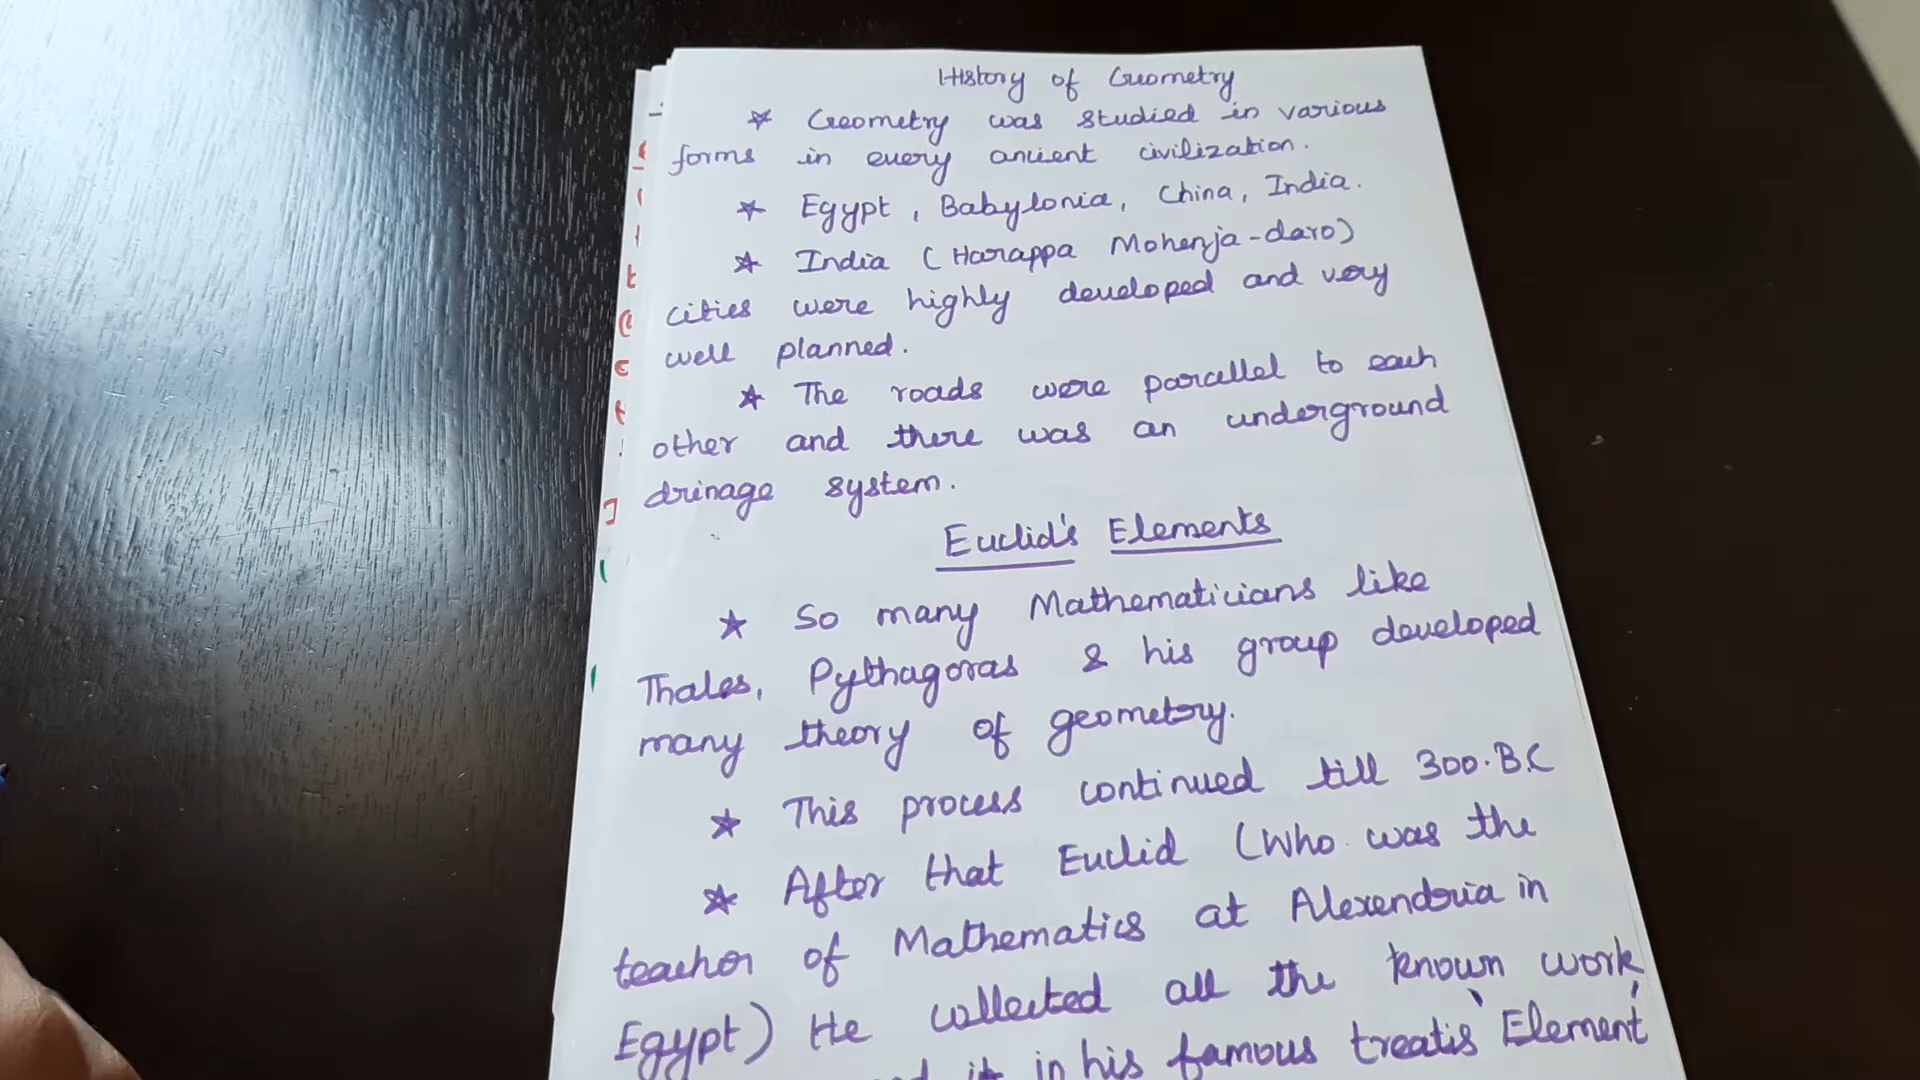 History of Geometry
☆ Geometry was studied in various
forms in every ancient civilization.
☆ Egypt, Babylonia, China, India.
☆ India (Harappa Mohenja-daro)
cities were highly developed and very
well planned.
☆ The roads were parallel to each
other and there was an underground
drinage system.
Euclid's Elements
☆ So many Mathematicians like
Thales, Pythagoras & his group developed
many theory of geometry.
☆ This process continued till 300.B.C
☆ After that Euclid (Who was the
teacher of Mathematics at Alexendria in
Egypt) He collected all the known work,
it in his famous treatis 'Element'